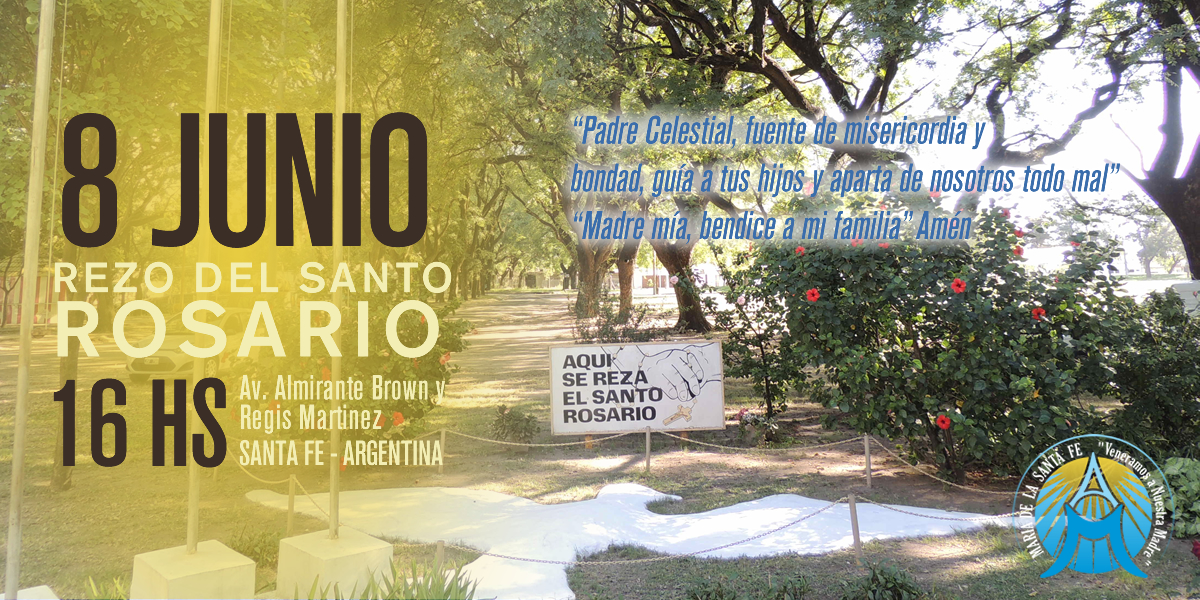 8 JUNIO
REZO DEL SANTO
ROSARIO
16 HS
Av. Almirante Brown y
Regis Martinez
SANTA FE - ARGENTINA
“Padre Celestial, fuente de misericordia y
bondad, guía a tus hijos y aparta de nosotros todo mal”
“Madre mía, bendice a mi familia” Amén
AQUI
SE REZA
EL SANTO
ROSARIO
MARIA DE LA SANTA FE "Veneramos a Nuestra Madre"